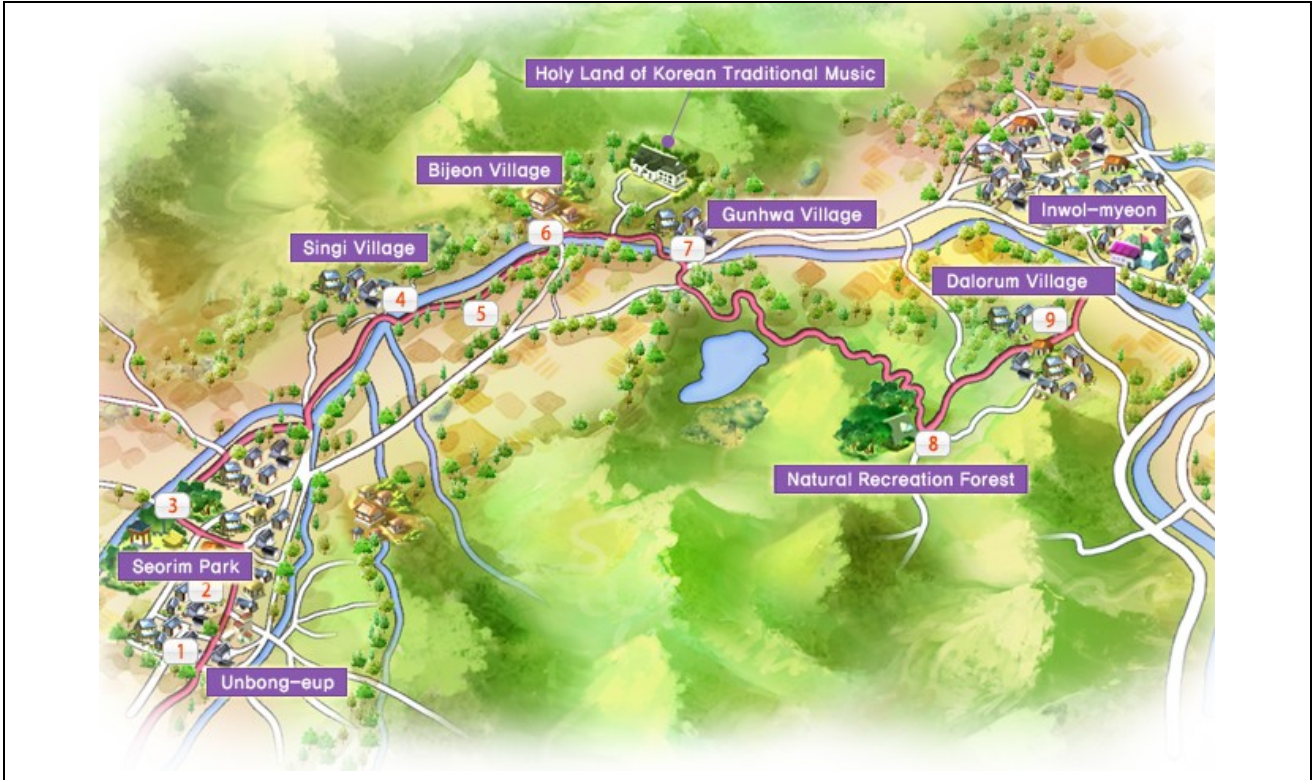 Holy Land of Korean Traditional Music
Bijeon Village
Gunhwa Village
Inwol-myeon
Singi Village
6
7
Dalorum Village
4
5
9
8
Natural Recreation Forest
3
Seorim Park
2
1
Unbong-eup